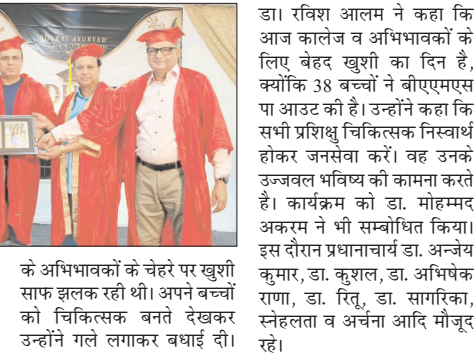 के अभिभावकों के चेहरे पर खुशी
साफ झलक रही थी। अपने बच्चों
को चिकित्सक बनते देखकर
उन्होंने गले लगाकर बधाई दी।
डा। रविश आलम ने कहा कि
आज कालेज व अभिभावकों के
लिए बेहद खुशी का दिन है,
क्योंकि 38 बच्चों ने बीएएमएस
पा आउट की है। उन्होंने कहा कि
सभी प्रशिक्षु चिकित्सक निस्वार्थ
होकर जनसेवा करें। वह उनके
उज्जवल भविष्य की कामना करते
है। कार्यक्रम को डा. मोहम्मद
अकरम ने भी सम्बोधित किया।
इस दौरान प्रधानाचार्य डा. अन्जेय
कुमार, डा. कुशल, डा. अभिषेक
राणा, डा. रितू, डा. सागरिका,
स्नेहलता व अर्चना आदि मौजूद
रहे।